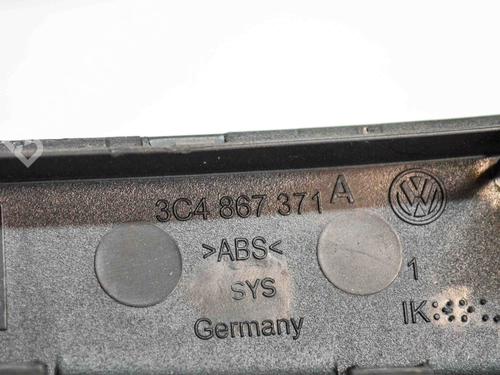 3C4 867 371 A
>ABS<
SYS
1
Germany
IK